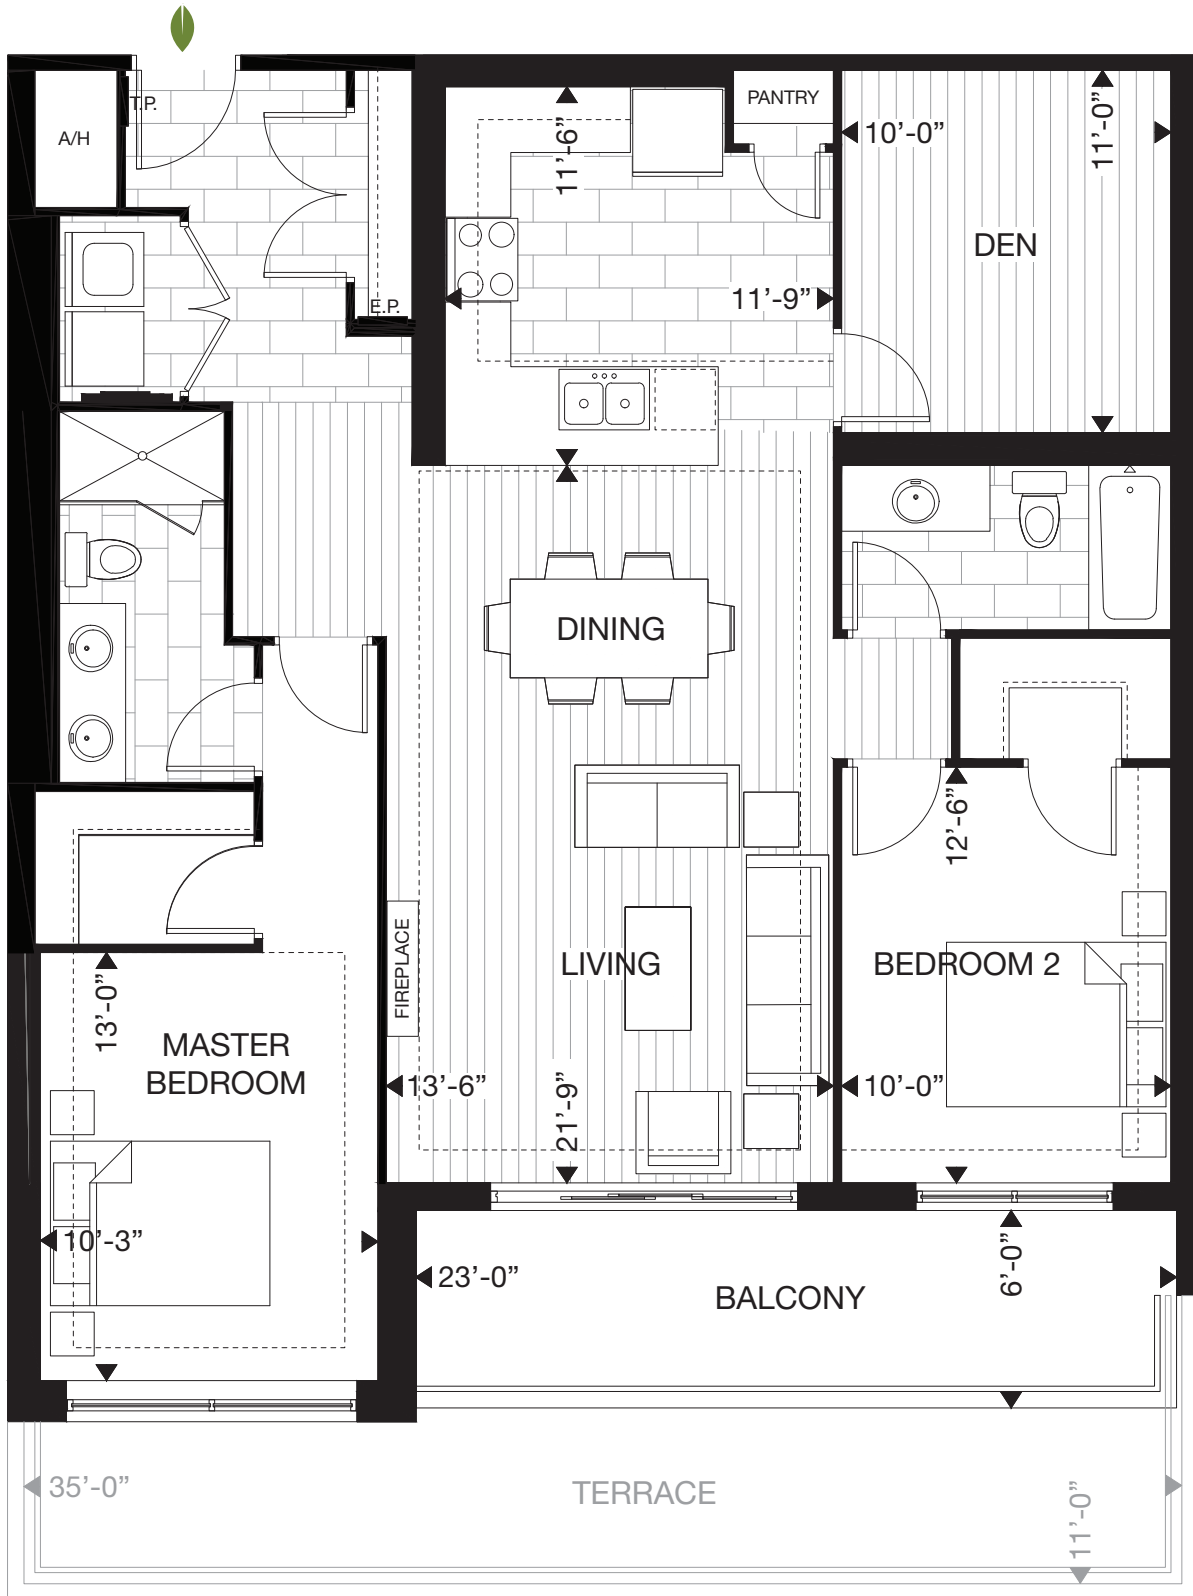 T.P.
A/H
PANTRY
11’-6”
10’-0”
11’-0”
DEN
11’-9”
E.P.
DINING
12’-6”
FIREPLACE
LIVING
BEDROOM 2
13’-0”
MASTER
BEDROOM
13’-6”
21’-9”
10’-0”
10’-3”
23’-0”
BALCONY
6’-0”
35’-0”
TERRACE
11’-0”